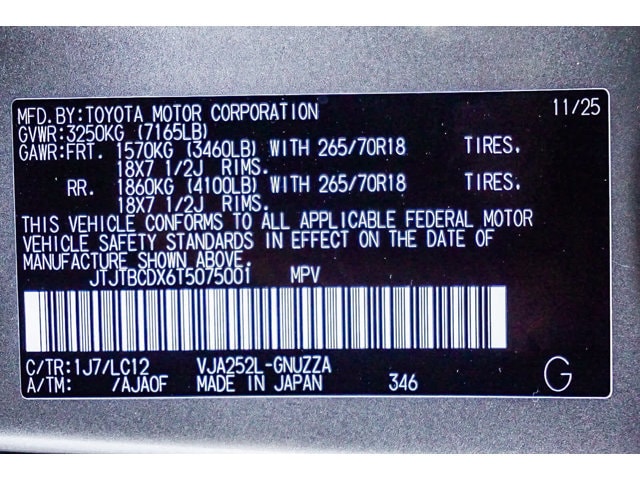 MFD.BY:TOYOTA MOTOR CORPORATION 11/25
GVWR:3250KG (7165LB)
GAWR:FRT. 1570KG (3460LB) WITH 265/70R18 TIRES.
18X7 1/2J RIMS.
RR. 1860KG (4100LB) WITH 265/70R18 TIRES.
18X7 1/2J RIMS.
THIS VEHICLE CONFORMS TO ALL APPLICABLE FEDERAL MOTOR
VEHICLE SAFETY STANDARDS IN EFFECT ON THE DATE OF
MANUFACTURE SHOWN ABOVE.
JTJTBCDX6T5075001 MPV
C/TR:1J7/LC12 VJA252L-GNUZZA
A/TM: /AJA0F MADE IN JAPAN 346 G